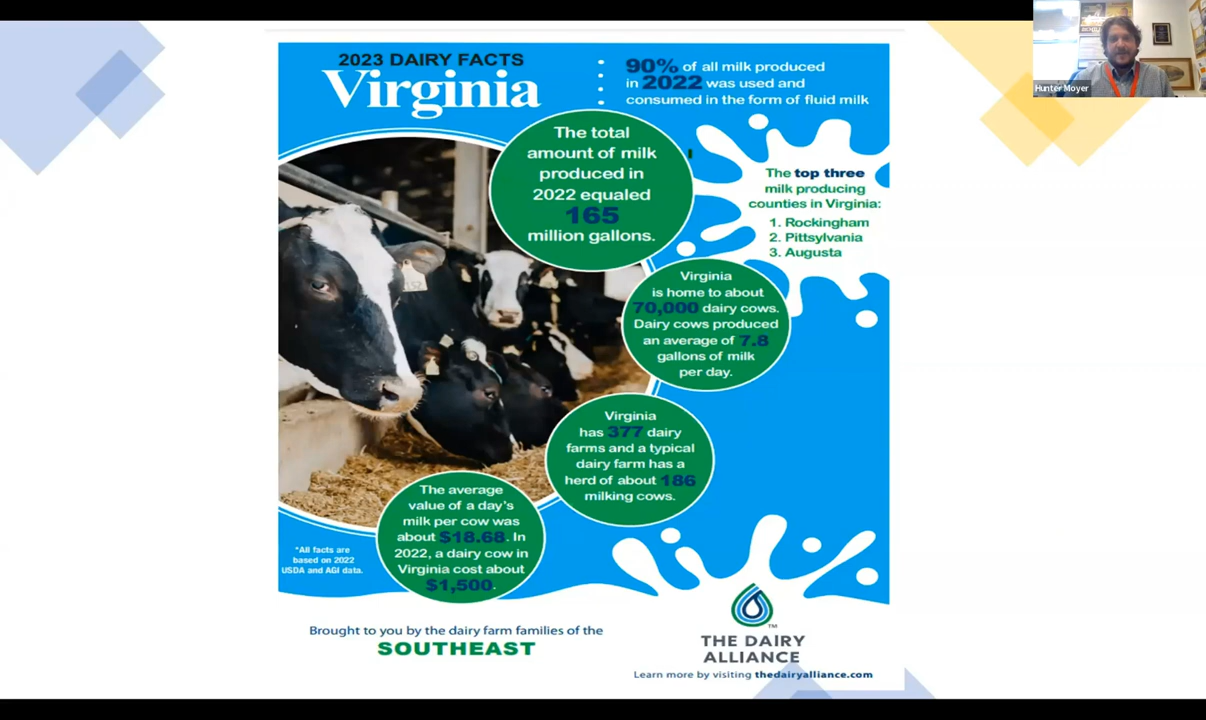 2023 DAIRY FACTS
Virginia
90% of all milk produced
in 2022 was used and
consumed in the form of fluid milk
Hunter Moyer
The total
amount of milk
produced in
2022 equaled
165
million gallons.
The top three
milk producing
counties in Virginia:
1. Rockingham
2. Pittsylvania
3. Augusta
Virginia
is home to about
70,000 dairy cows.
Dairy cows produced
an average of 7.8
gallons of milk
per day.
Virginia
has 377 dairy
farms and a typical
dairy farm has a
herd of about 186
milking cows.
The average
value of a day's
milk per cow was
about $18.68. In
2022, a dairy cow in
Virginia cost about
$1,500.
*All facts are
based on 2022
USDA and AGI data.
Brought to you by the dairy farm families of the
SOUTHEAST
THE DAIRY
ALLIANCE
TM
Learn more by visiting thedairyalliance.com